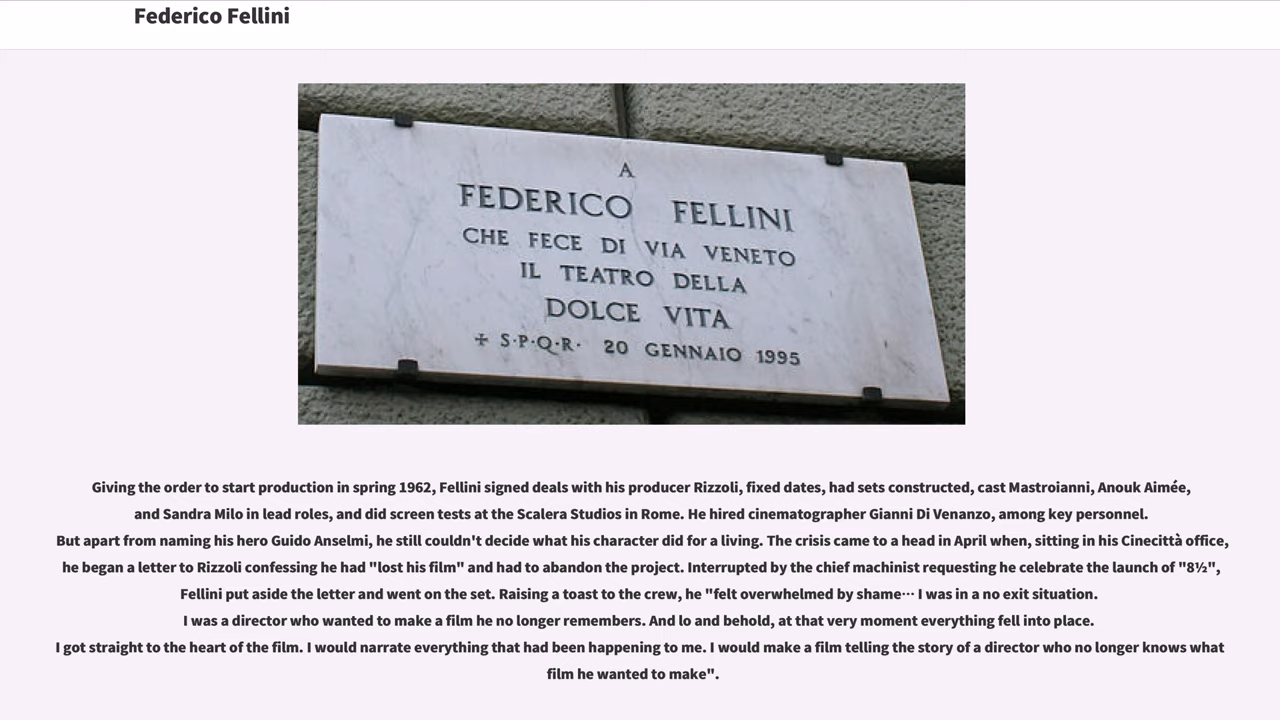 Federico Fellini
A
FEDERICO FELLINI
CHE FECE DI VIA VENETO
IL TEATRO DELLA
DOLCE VITA
+ S·P·Q·R· 20 GENNAIO 1995
Giving the order to start production in spring 1962, Fellini signed deals with his producer Rizzoli, fixed dates, had sets constructed, cast Mastroianni, Anouk Aimée,
and Sandra Milo in lead roles, and did screen tests at the Scalera Studios in Rome. He hired cinematographer Gianni Di Venanzo, among key personnel.
But apart from naming his hero Guido Anselmi, he still couldn't decide what his character did for a living. The crisis came to a head in April when, sitting in his Cinecittà office,
he began a letter to Rizzoli confessing he had "lost his film" and had to abandon the project. Interrupted by the chief machinist requesting he celebrate the launch of "8½",
Fellini put aside the letter and went on the set. Raising a toast to the crew, he "felt overwhelmed by shame··· I was in a no exit situation.
I was a director who wanted to make a film he no longer remembers. And lo and behold, at that very moment everything fell into place.
I got straight to the heart of the film. I would narrate everything that had been happening to me. I would make a film telling the story of a director who no longer knows what
film he wanted to make".